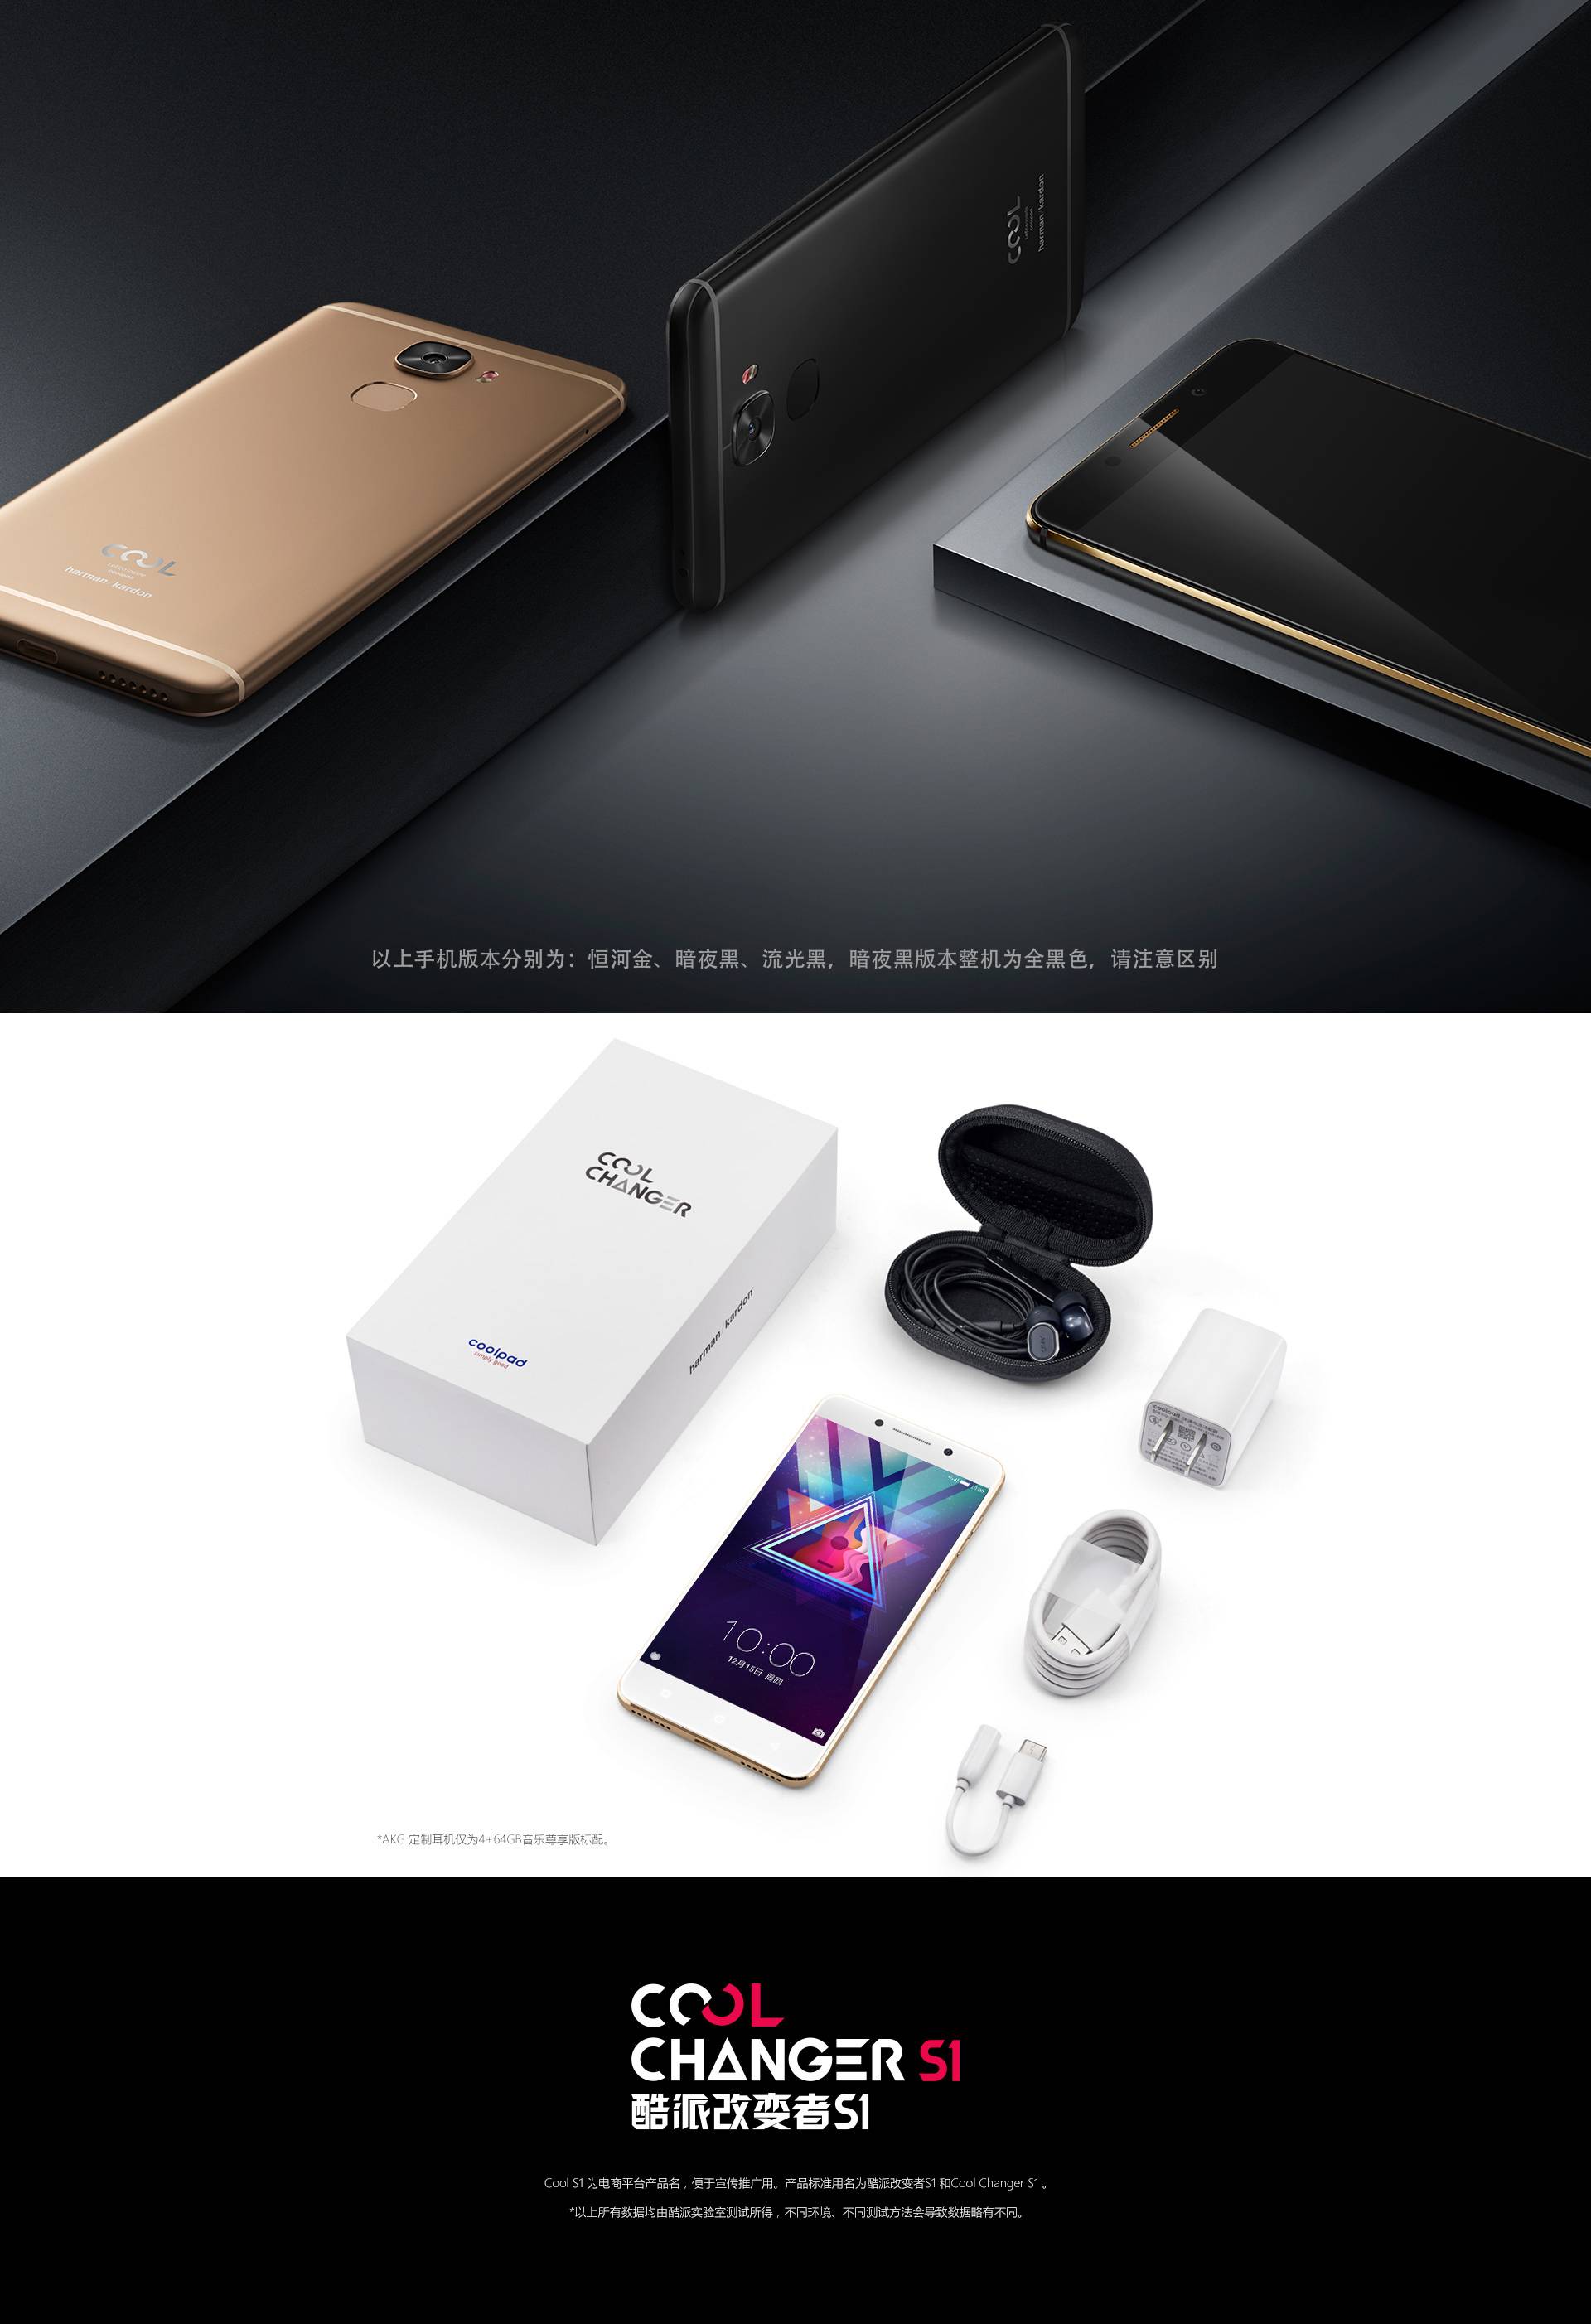 COOL
harman/kardon
COOL
harman/kardon
以上手机版本分别为：恒河金、暗夜黑、流光黑，暗夜黑版本整机为全黑色，请注意区别
COOL
CHANGER
coolpad
simply good
harman/kardon
coolpad
10:00
12月15日 周四
*AKG 定制耳机仅为4+64GB音乐尊享版标配。
COOL
CHANGER S1
酷派改变者S1
Cool S1 为电商平台产品名，便于宣传推广用。产品标准用名为酷派改变者S1 和Cool Changer S1 。
*以上所有数据均由酷派实验室测试所得，不同环境、不同测试方法会导致数据略有不同。